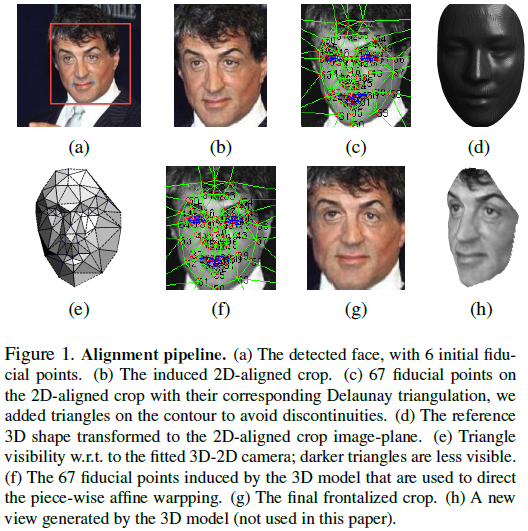 (a)
(b)
(c)
(d)
(e)
(f)
(g)
(h)
Figure 1. Alignment pipeline. (a) The detected face, with 6 initial fidu-
cial points. (b) The induced 2D-aligned crop. (c) 67 fiducial points on
the 2D-aligned crop with their corresponding Delaunay triangulation, we
added triangles on the contour to avoid discontinuities. (d) The reference
3D shape transformed to the 2D-aligned crop image-plane. (e) Triangle
visibility w.r.t. to the fitted 3D-2D camera; darker triangles are less visible.
(f) The 67 fiducial points induced by the 3D model that are used to direct
the piece-wise affine warpping. (g) The final frontalized crop. (h) A new
view generated by the 3D model (not used in this paper).